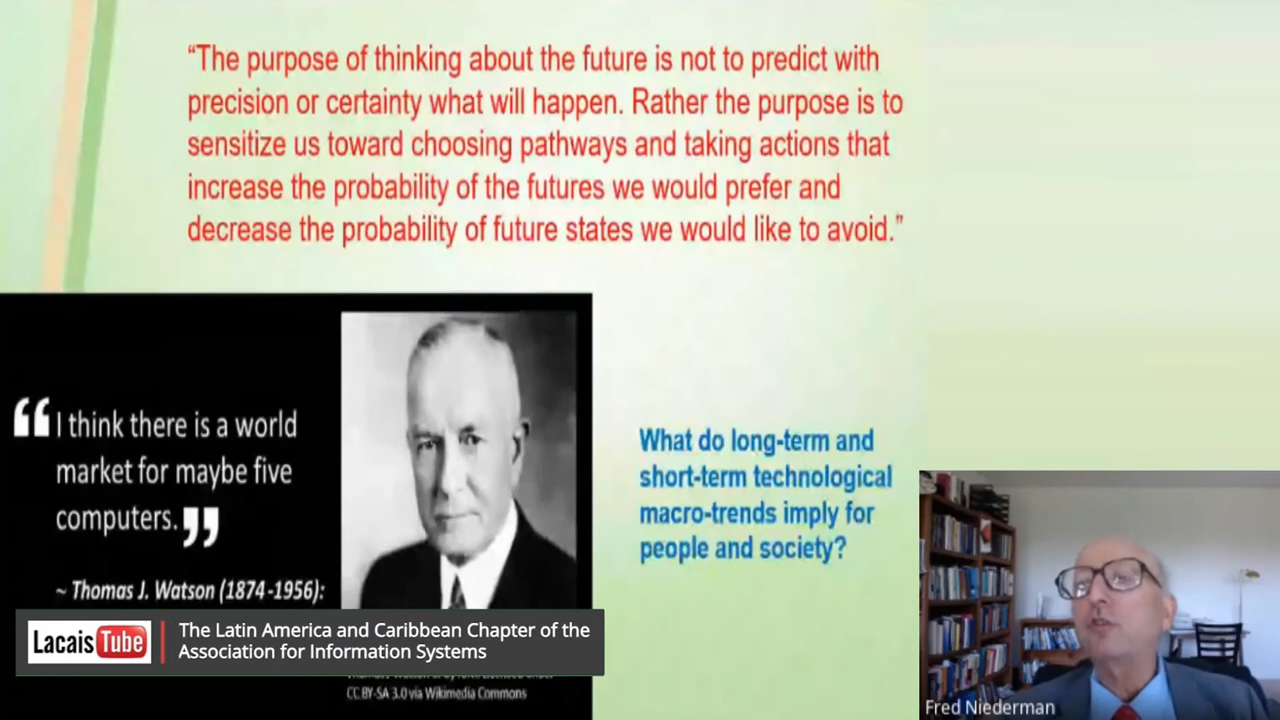 “The purpose of thinking about the future is not to predict with
precision or certainty what will happen. Rather the purpose is to
sensitize us toward choosing pathways and taking actions that
increase the probability of the futures we would prefer and
decrease the probability of future states we would like to avoid.”
“I think there is a world
market for maybe five
computers.”
~ Thomas J. Watson (1874-1956):
CC BY-SA 3.0 via Wikimedia Commons
What do long-term and
short-term technological
macro-trends imply for
people and society?
Lacais Tube
The Latin America and Caribbean Chapter of the
Association for Information Systems
Fred Niederman